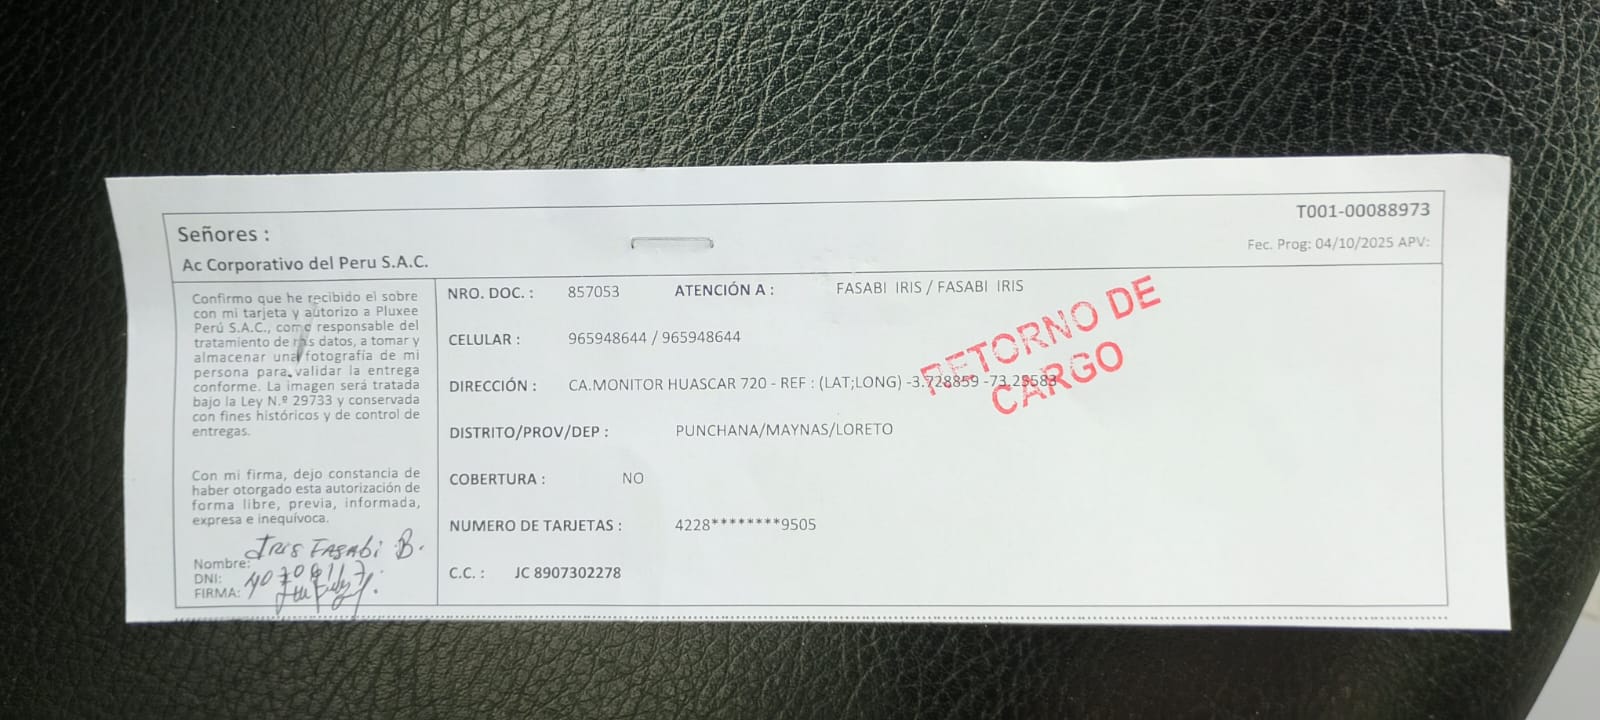 T001-00088973
Señores :
Fec. Prog: 04/10/2025 APV:
Ac Corporativo del Peru S.A.C.
Confirmo que he recibido el sobre
con mi tarjeta y autorizo a Pluxee
Perú S.A.C., como responsable del
tratamiento de mis datos, a tomar y
almacenar una fotografía de mi
persona para validar la entrega
conforme. La imagen será tratada
bajo la Ley N.º 29733 y conservada
con fines históricos y de control de
entregas.
Con mi firma, dejo constancia de
haber otorgado esta autorización de
forma libre, previa, informada,
expresa e inequívoca.
Nombre: Iris Fasabi B.
DNI:
FIRMA:
NRO. DOC. : 857053 ATENCIÓN A : FASABI IRIS / FASABI IRIS
CELULAR : 965948644 / 965948644
DIRECCIÓN : CA.MONITOR HUASCAR 720 - REF : (LAT;LONG) -3.728859 -73.25583
DISTRITO/PROV/DEP : PUNCHANA/MAYNAS/LORETO
COBERTURA : NO
NUMERO DE TARJETAS : 4228********9505
C.C. : JC 8907302278
RETORNO DE
CARGO